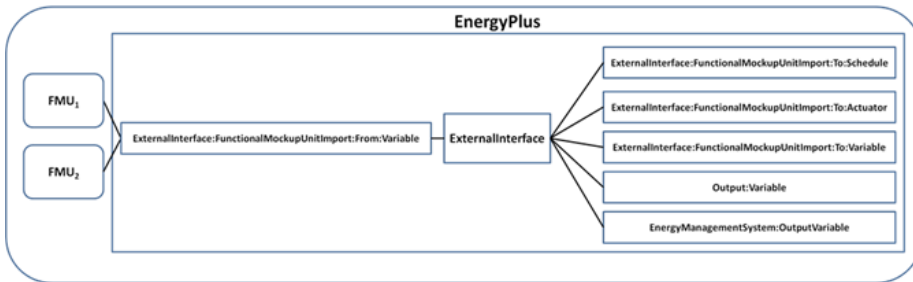 EnergyPlus
FMU1
FMU2
ExternalInterface:FunctionalMockupUnitImport:From:Variable
ExternalInterface
ExternalInterface:FunctionalMockupUnitImport:To:Schedule
ExternalInterface:FunctionalMockupUnitImport:To:Actuator
ExternalInterface:FunctionalMockupUnitImport:To:Variable
Output:Variable
EnergyManagementSystem:OutputVariable